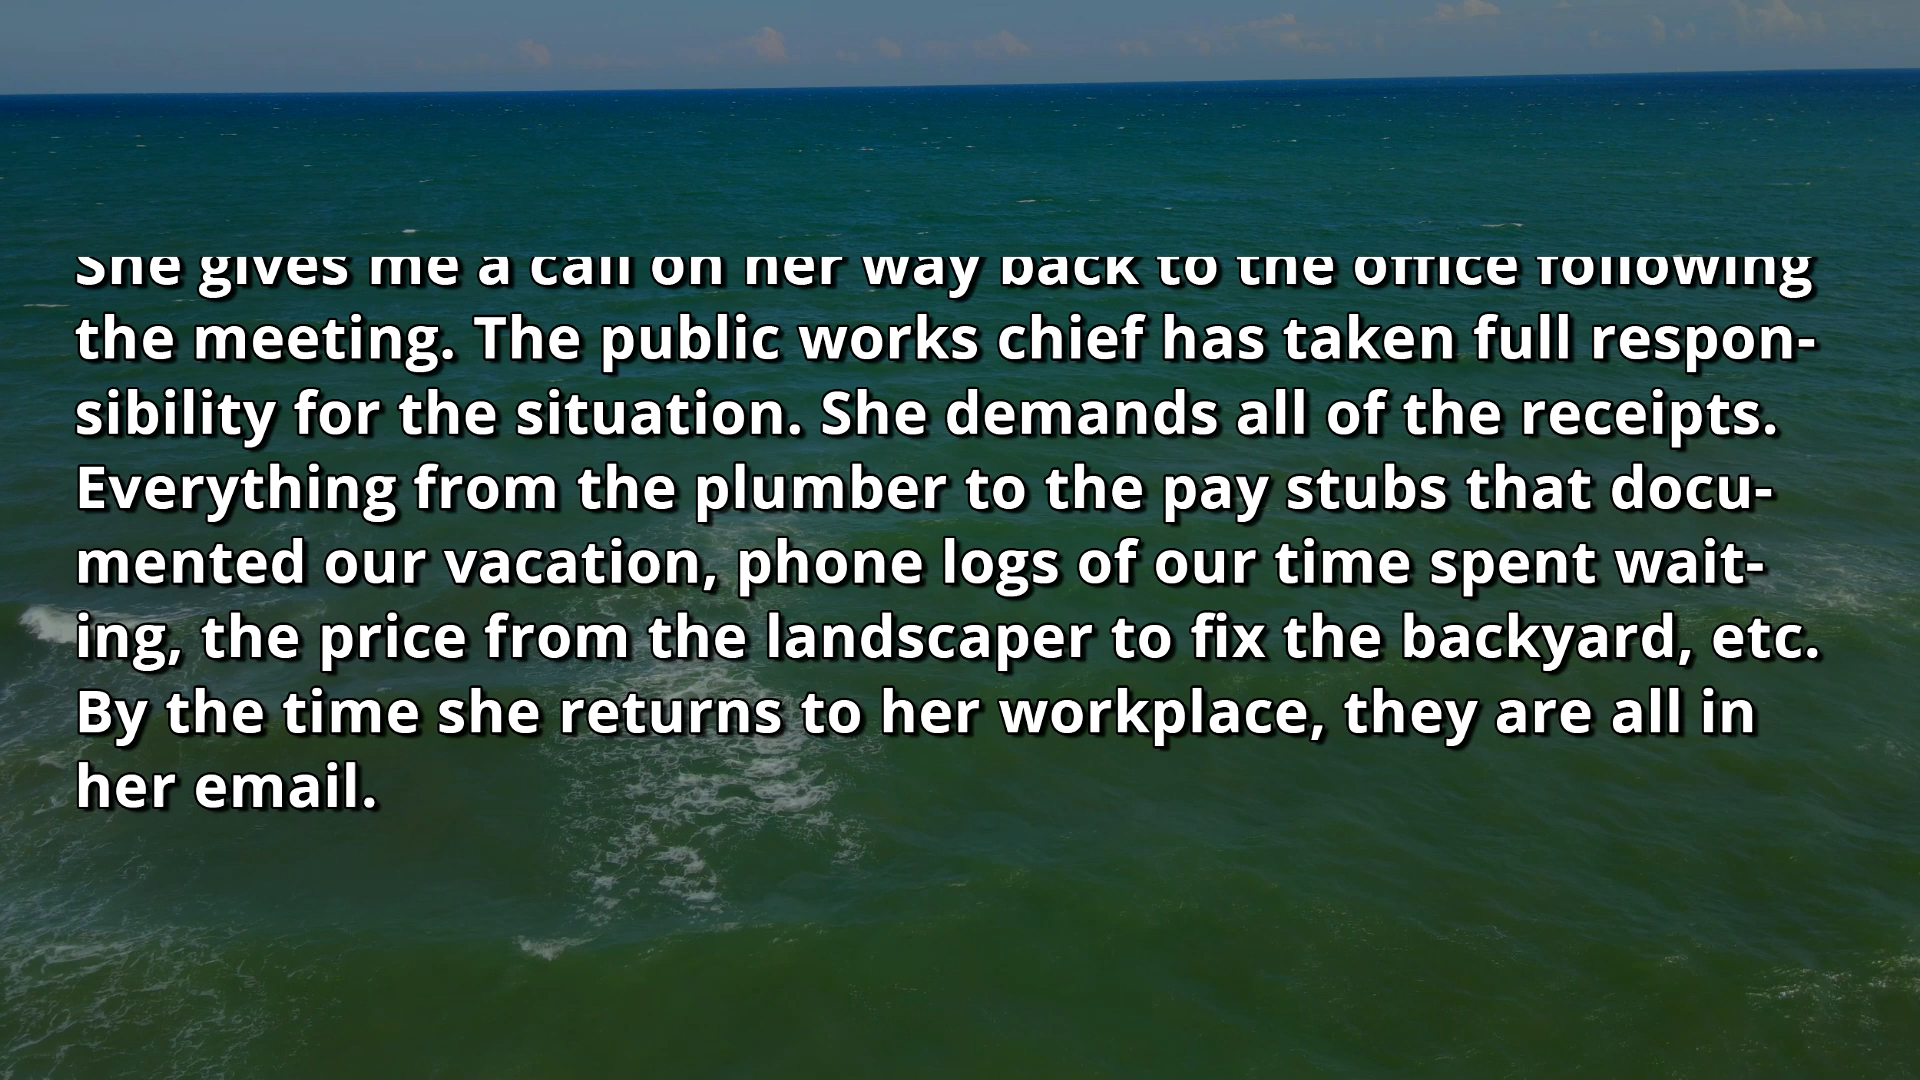 She gives me a call on her way back to the office following
the meeting. The public works chief has taken full respon-
sibility for the situation. She demands all of the receipts.
Everything from the plumber to the pay stubs that docu-
mented our vacation, phone logs of our time spent wait-
ing, the price from the landscaper to fix the backyard, etc.
By the time she returns to her workplace, they are all in
her email.